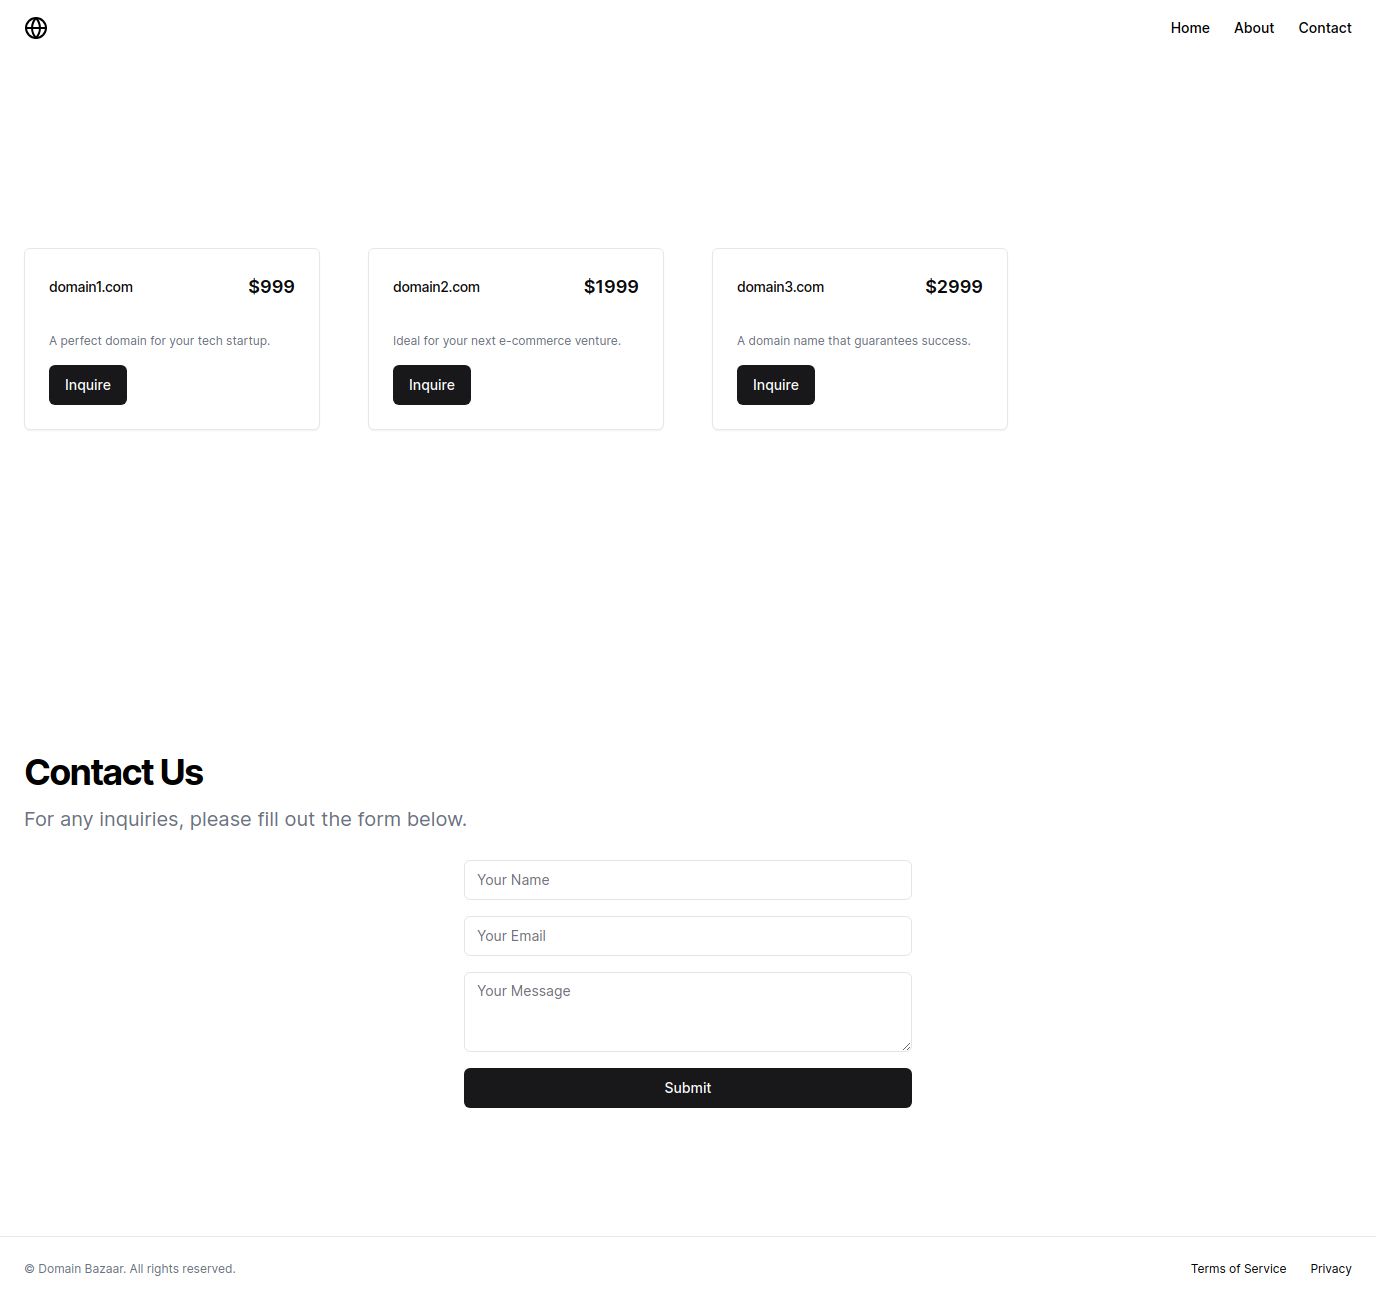 Home About Contact
domain1.com $999
A perfect domain for your tech startup.
Inquire
domain2.com $1999
Ideal for your next e-commerce venture.
Inquire
domain3.com $2999
A domain name that guarantees success.
Inquire
Contact Us
For any inquiries, please fill out the form below.
Your Name
Your Email
Your Message
Submit
© Domain Bazaar. All rights reserved.
Terms of Service Privacy